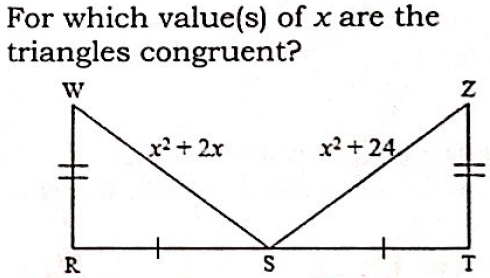 For which value(s) of x are the
triangles congruent?
W Z
x² + 2x x² + 24
R S T